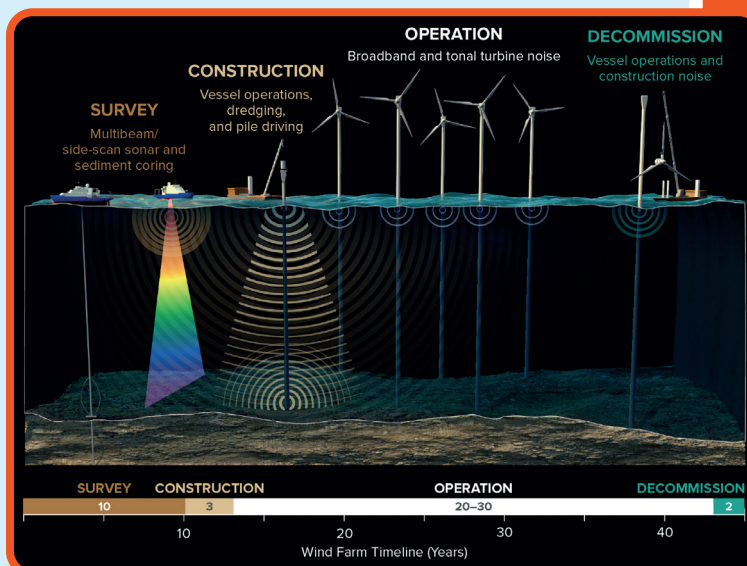 OPERATION
Broadband and tonal turbine noise
DECOMMISSION
Vessel operations and
construction noise
CONSTRUCTION
Vessel operations,
dredging,
and pile driving
SURVEY
Multibeam/
side-scan sonar and
sediment coring
SURVEY CONSTRUCTION OPERATION DECOMMISSION
10 3 20–30 2
10 20 30 40
Wind Farm Timeline (Years)